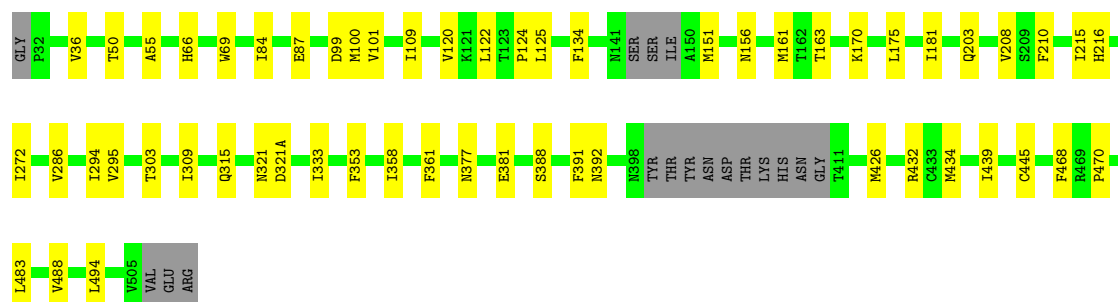 GLY P32 V36 T50 A55 H66 W69 I84 E87 D99 M100 V101 I109 V120 K121 L122 T123 P124 L125 F134 N141 SER SER ILE A150 M151 N156 M161 T162 T163 K170 L175 I181 Q203 V208 S209 F210 I215 H216
I272 V286 I294 V295 T303 I309 Q315 N321 D321A I333 F353 I358 F361 N377 E381 S388 F391 N392 N398 TYR THR TYR ASN ASP THR LYS HIS ASN GLY T411 M426 R432 C433 M434 I439 C445 F468 R469 P470
L483 V488 L494 V505 VAL GLU ARG